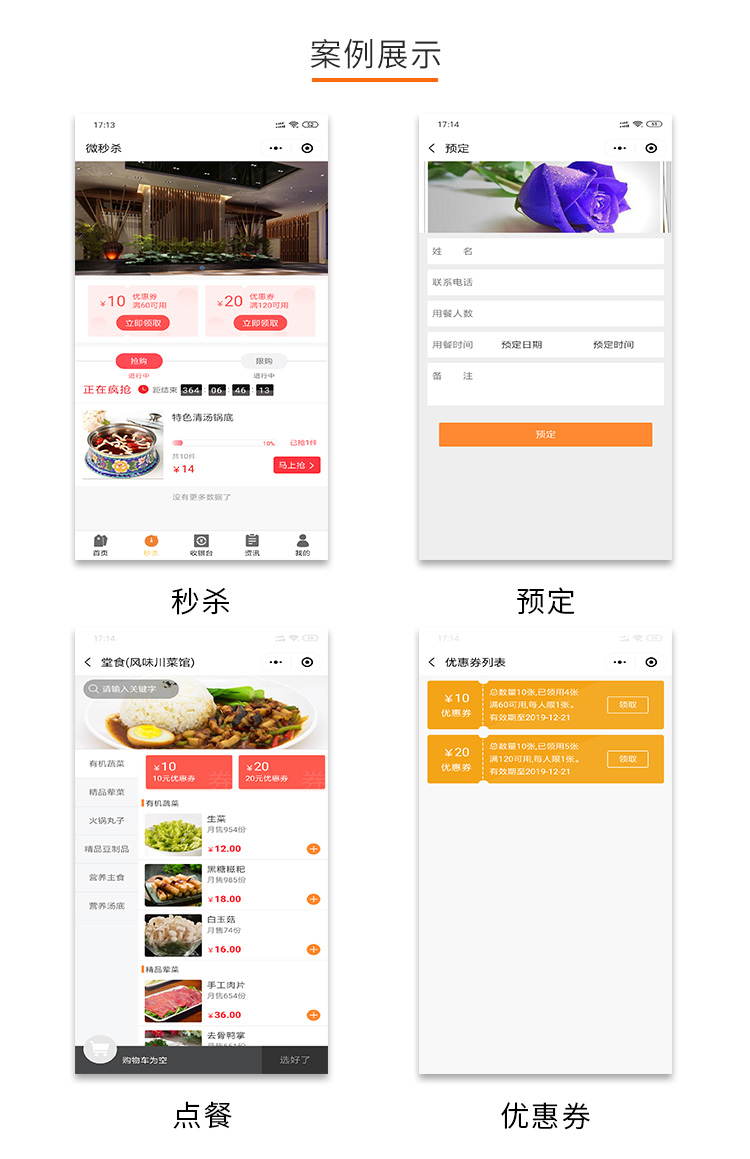 案例展示
17:13
52
微秒杀
¥10 优惠券
满60可用
立即领取
¥20 优惠券
满120可用
立即领取
抢购
进行中
限购
进行中
正在疯抢 距结束 364 : 06 : 46 : 13
特色清汤锅底
10% 已抢1件
共10件
¥14
马上抢 >
没有更多数据了
首页 秒杀 收银台 资讯 我的
秒杀
17:14
预定
姓 名
联系电话
用餐人数
用餐时间 预定日期 预定时间
备 注
预定
预定
17:14
堂食(风味川菜馆)
请输入关键字
有机蔬菜
精品荤菜
火锅丸子
精品豆制品
营养主食
营养汤底
¥10
10元优惠券
券
¥20
20元优惠券
券
有机蔬菜
生菜
月售954份
¥12.00
黑糖糍粑
月售985份
¥18.00
白玉菇
月售74份
¥16.00
精品荤菜
手工肉片
月售654份
¥36.00
去骨鸭掌
购物车为空
选好了
点餐
17:14
优惠券列表
¥10
优惠券
总数量10张,已领用4张
满60可用,每人限1张。
有效期至2019-12-21
领取
¥20
优惠券
总数量10张,已领用5张
满120可用,每人限1张。
有效期至2019-12-21
领取
优惠券